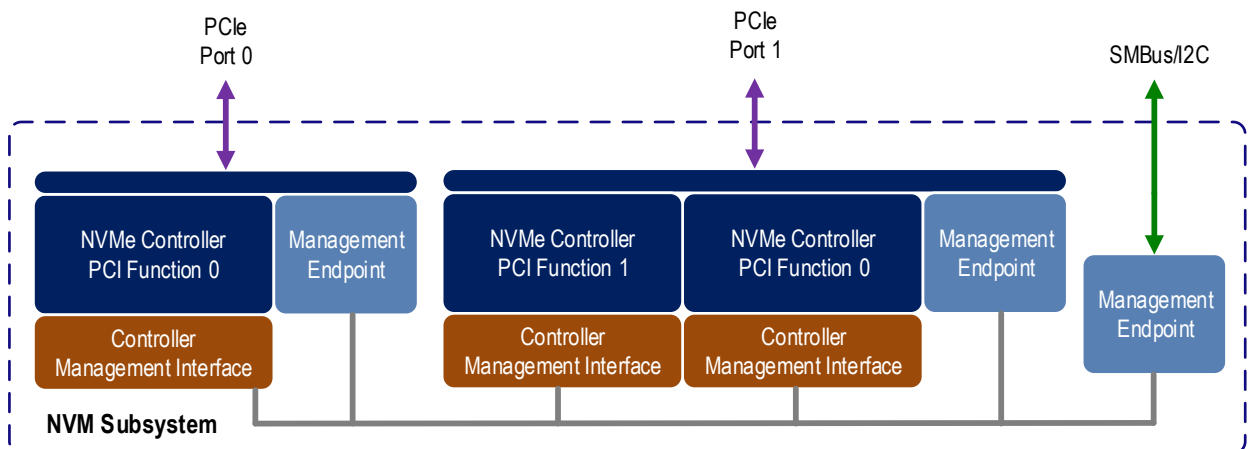 PCIe
Port 0
PCIe
Port 1
SMBus/I2C
NVMe Controller
PCI Function 0
Management
Endpoint
NVMe Controller
PCI Function 1
NVMe Controller
PCI Function 0
Management
Endpoint
Management
Endpoint
Controller
Management Interface
Controller
Management Interface
Controller
Management Interface
NVM Subsystem